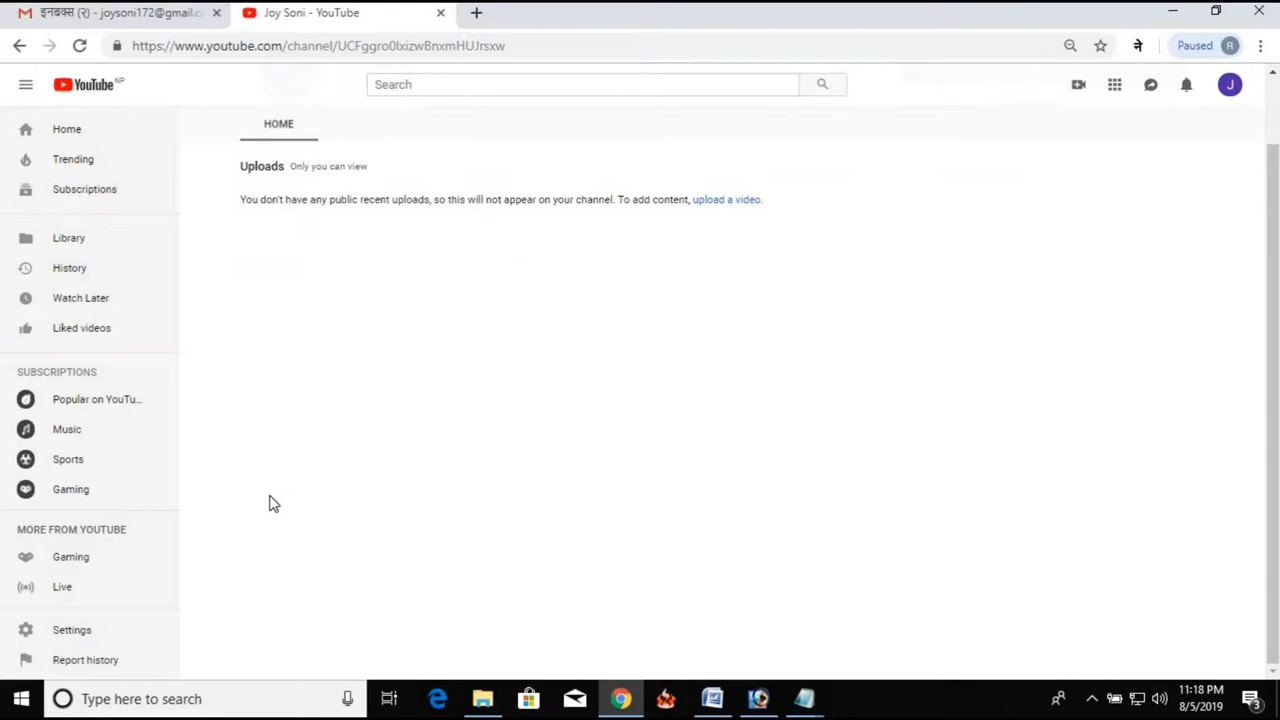 इनबक्स (२) - joysoni172@gmail.c
Joy Soni - YouTube
https://www.youtube.com/channel/UCFggro0lxizwBnxmHUJrsxw
ने
Paused R
YouTube NP
Search
J
Home
HOME
Trending
Uploads Only you can view
Subscriptions
You don't have any public recent uploads, so this will not appear on your channel. To add content, upload a video.
Library
History
Watch Later
Liked videos
SUBSCRIPTIONS
Popular on YouTu...
Music
Sports
Gaming
MORE FROM YOUTUBE
Gaming
Live
Settings
Report history
Type here to search
11:18 PM
8/5/2019
3